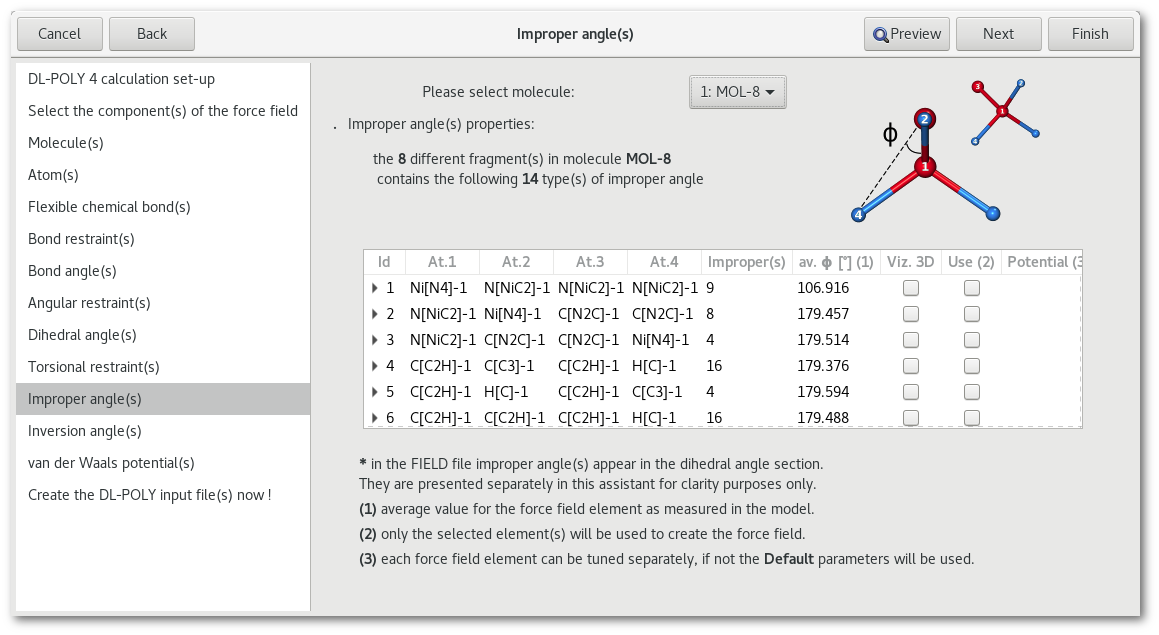 Cancel Back Improper angle(s) Preview Next Finish
DL-POLY 4 calculation set-up
Select the component(s) of the force field
Molecule(s)
Atom(s)
Flexible chemical bond(s)
Bond restraint(s)
Bond angle(s)
Angular restraint(s)
Dihedral angle(s)
Torsional restraint(s)
Improper angle(s)
Inversion angle(s)
van der Waals potential(s)
Create the DL-POLY input file(s) now !
Please select molecule: 1: MOL-8
. Improper angle(s) properties:
the 8 different fragment(s) in molecule MOL-8
contains the following 14 type(s) of improper angle
ϕ 2 1 4
3 2 1 4
Id At.1 At.2 At.3 At.4 Improper(s) av. ϕ [°] (1) Viz. 3D Use (2) Potential (3
1 Ni[N4]-1 N[NiC2]-1 N[NiC2]-1 N[NiC2]-1 9 106.916
2 N[NiC2]-1 Ni[N4]-1 C[N2C]-1 C[N2C]-1 8 179.457
3 N[NiC2]-1 C[N2C]-1 C[N2C]-1 Ni[N4]-1 4 179.514
4 C[C2H]-1 C[C3]-1 C[C2H]-1 H[C]-1 16 179.376
5 C[C2H]-1 H[C]-1 C[C2H]-1 C[C3]-1 4 179.594
6 C[C2H]-1 C[C2H]-1 C[C2H]-1 H[C]-1 16 179.488
* in the FIELD file improper angle(s) appear in the dihedral angle section.
They are presented separately in this assistant for clarity purposes only.
(1) average value for the force field element as measured in the model.
(2) only the selected element(s) will be used to create the force field.
(3) each force field element can be tuned separately, if not the Default parameters will be used.